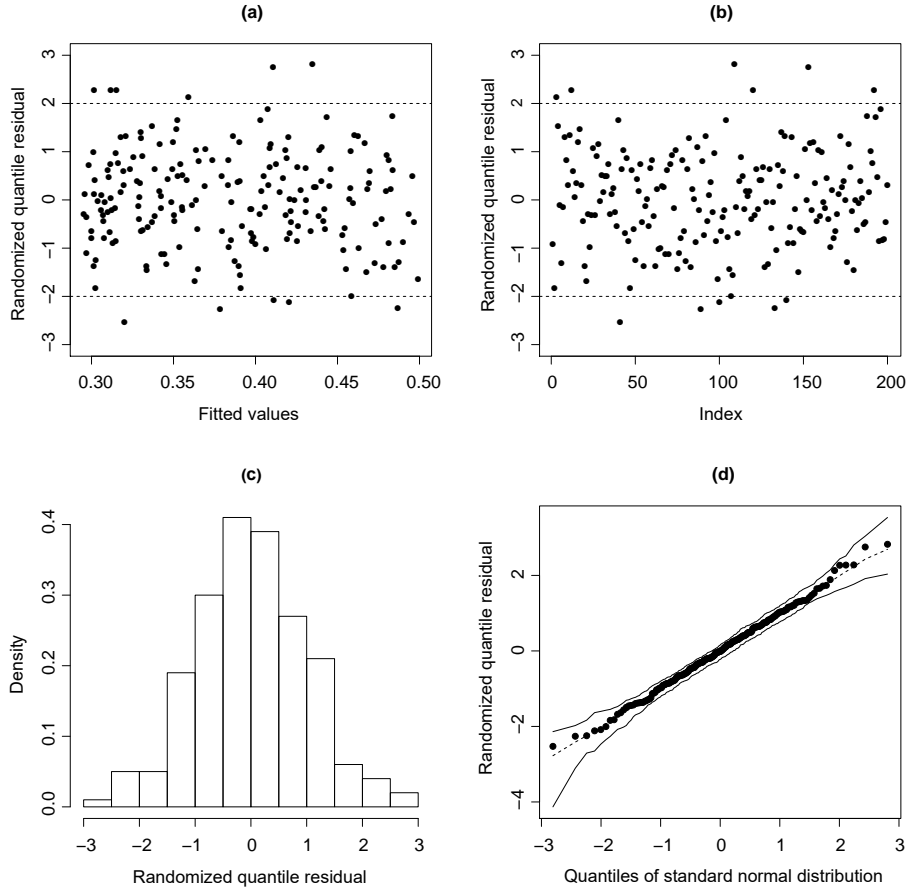 (a)
Randomized quantile residual
3
2
1
0
−1
−2
−3
0.30 0.35 0.40 0.45 0.50
Fitted values
(b)
Randomized quantile residual
3
2
1
0
−1
−2
−3
0 50 100 150 200
Index
(c)
Density
0.4
0.3
0.2
0.1
0.0
−3 −2 −1 0 1 2 3
Randomized quantile residual
(d)
Randomized quantile residual
2
0
−2
−4
−3 −2 −1 0 1 2 3
Quantiles of standard normal distribution